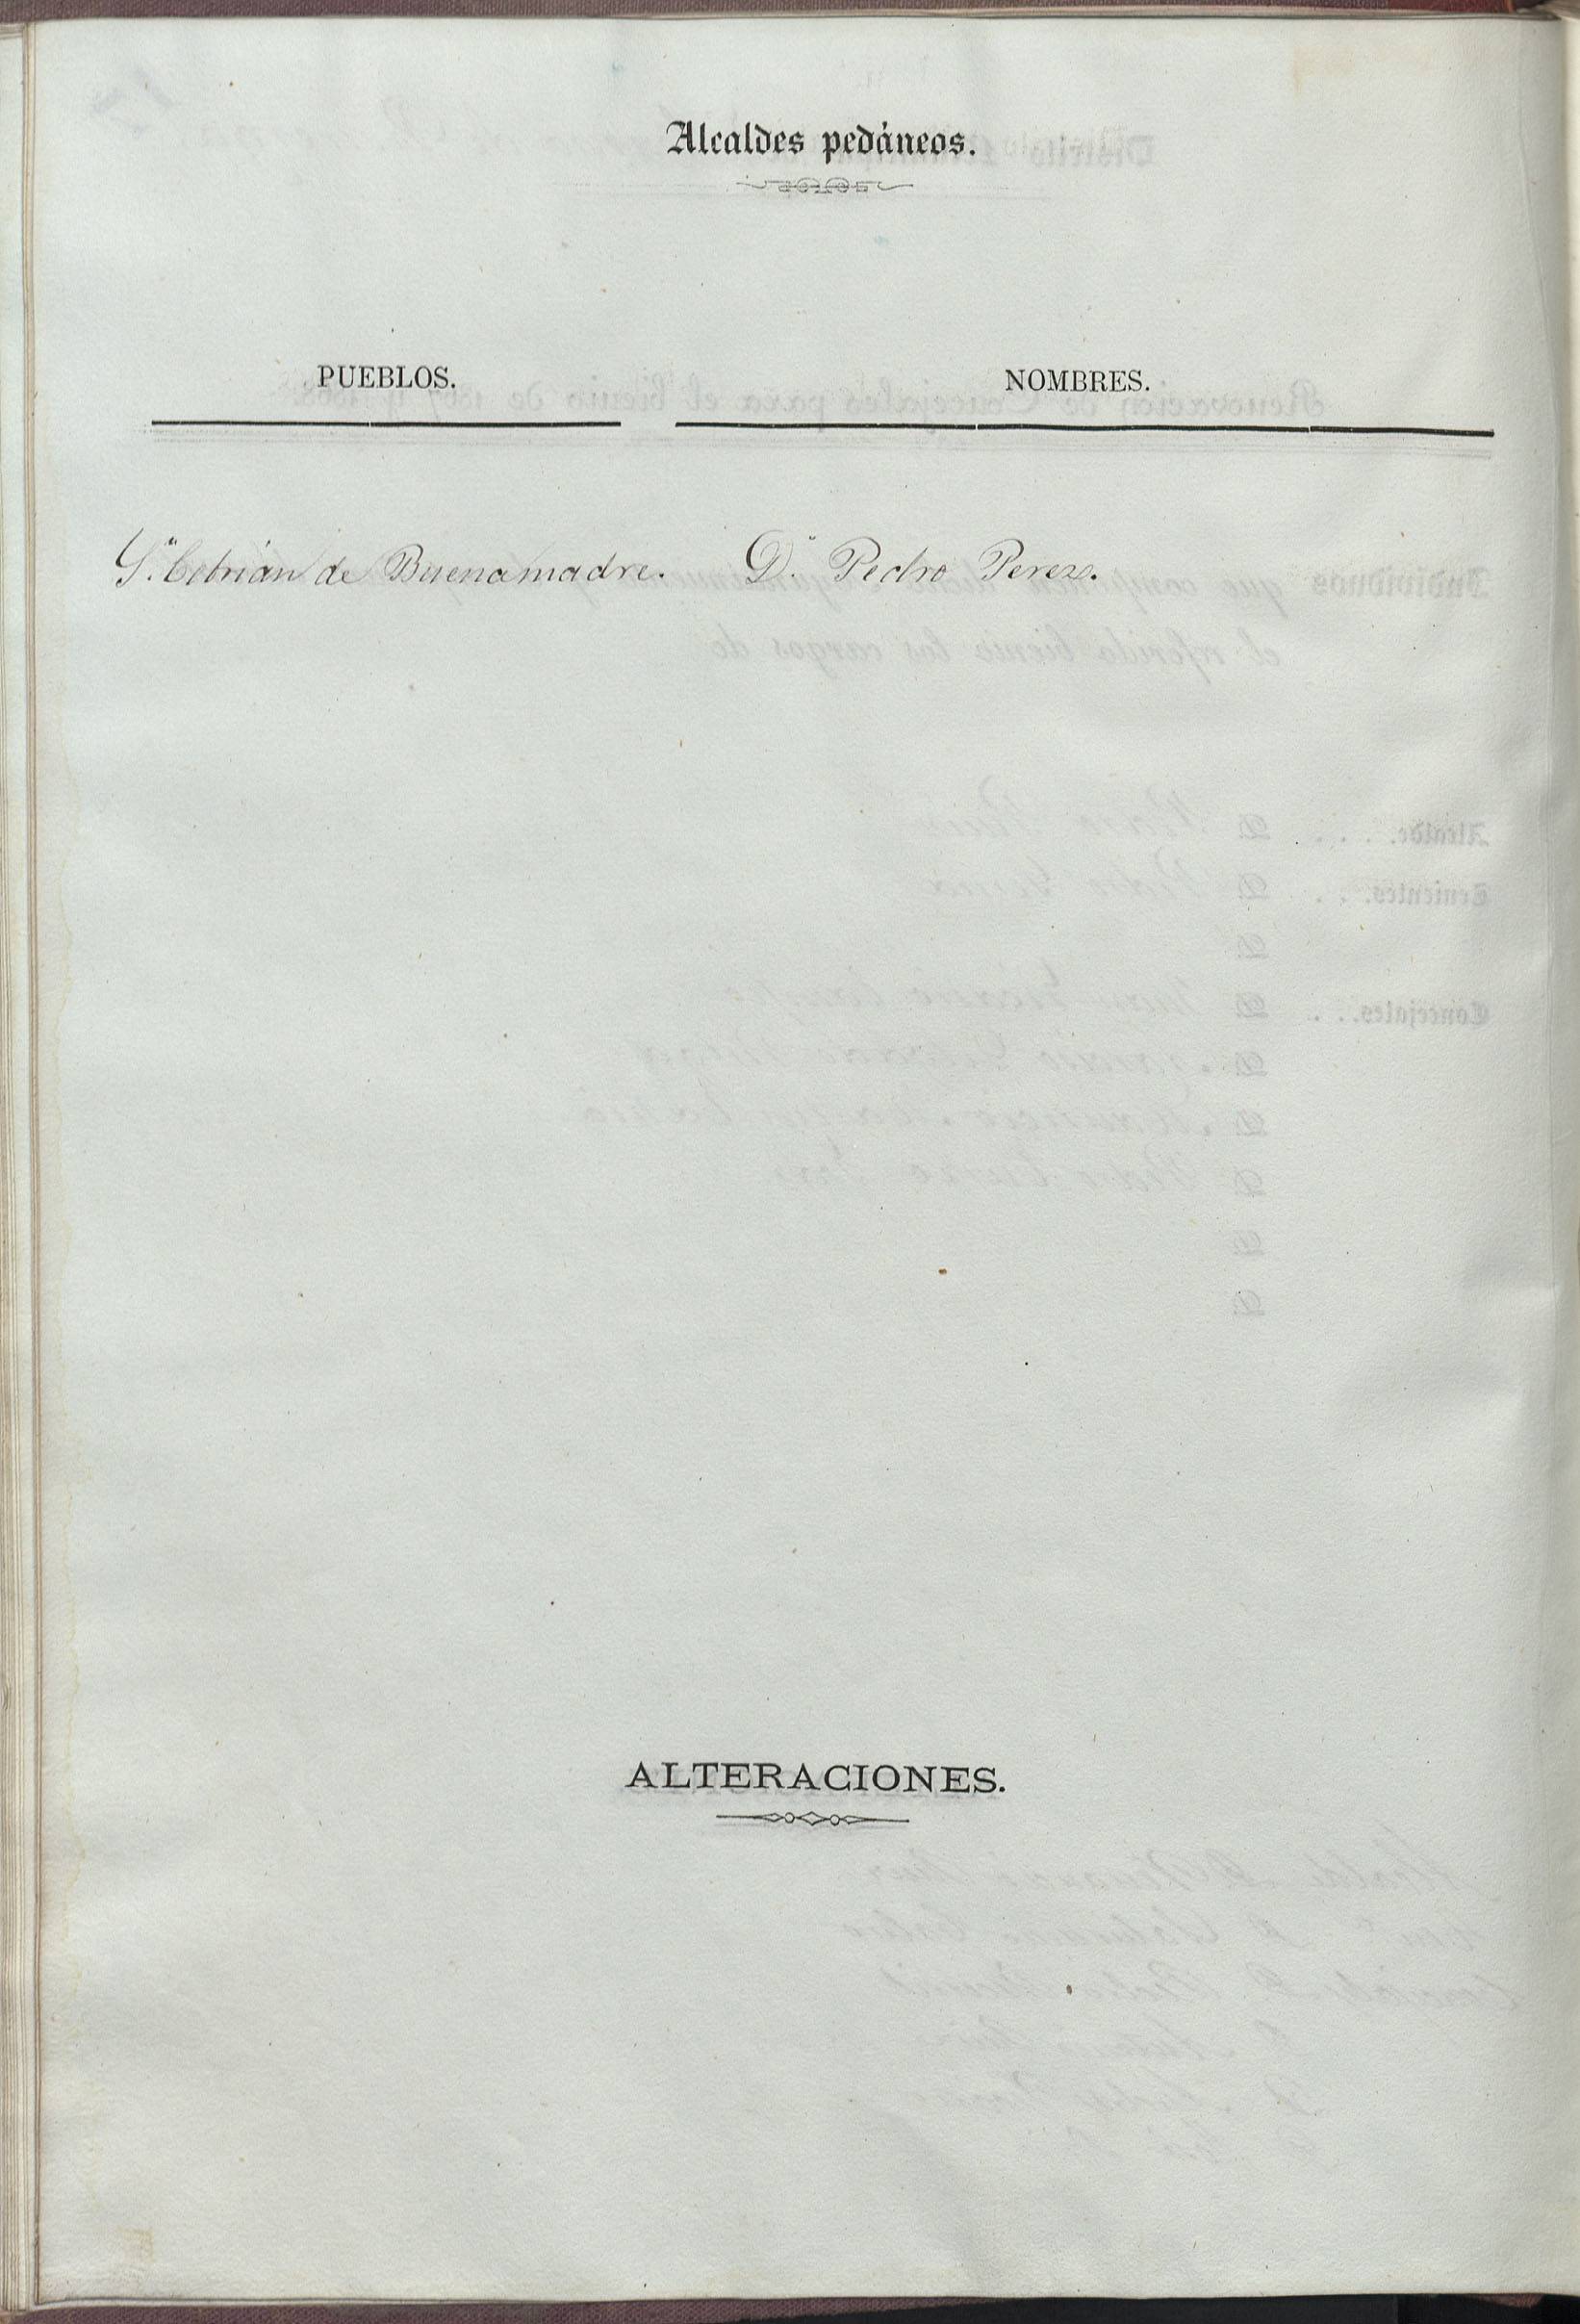 Alcaldes pedáneos.
PUEBLOS. NOMBRES.
S.ⁿ Cebrián de Buenamadre. D.ⁿ Pedro Perez.
ALTERACIONES.